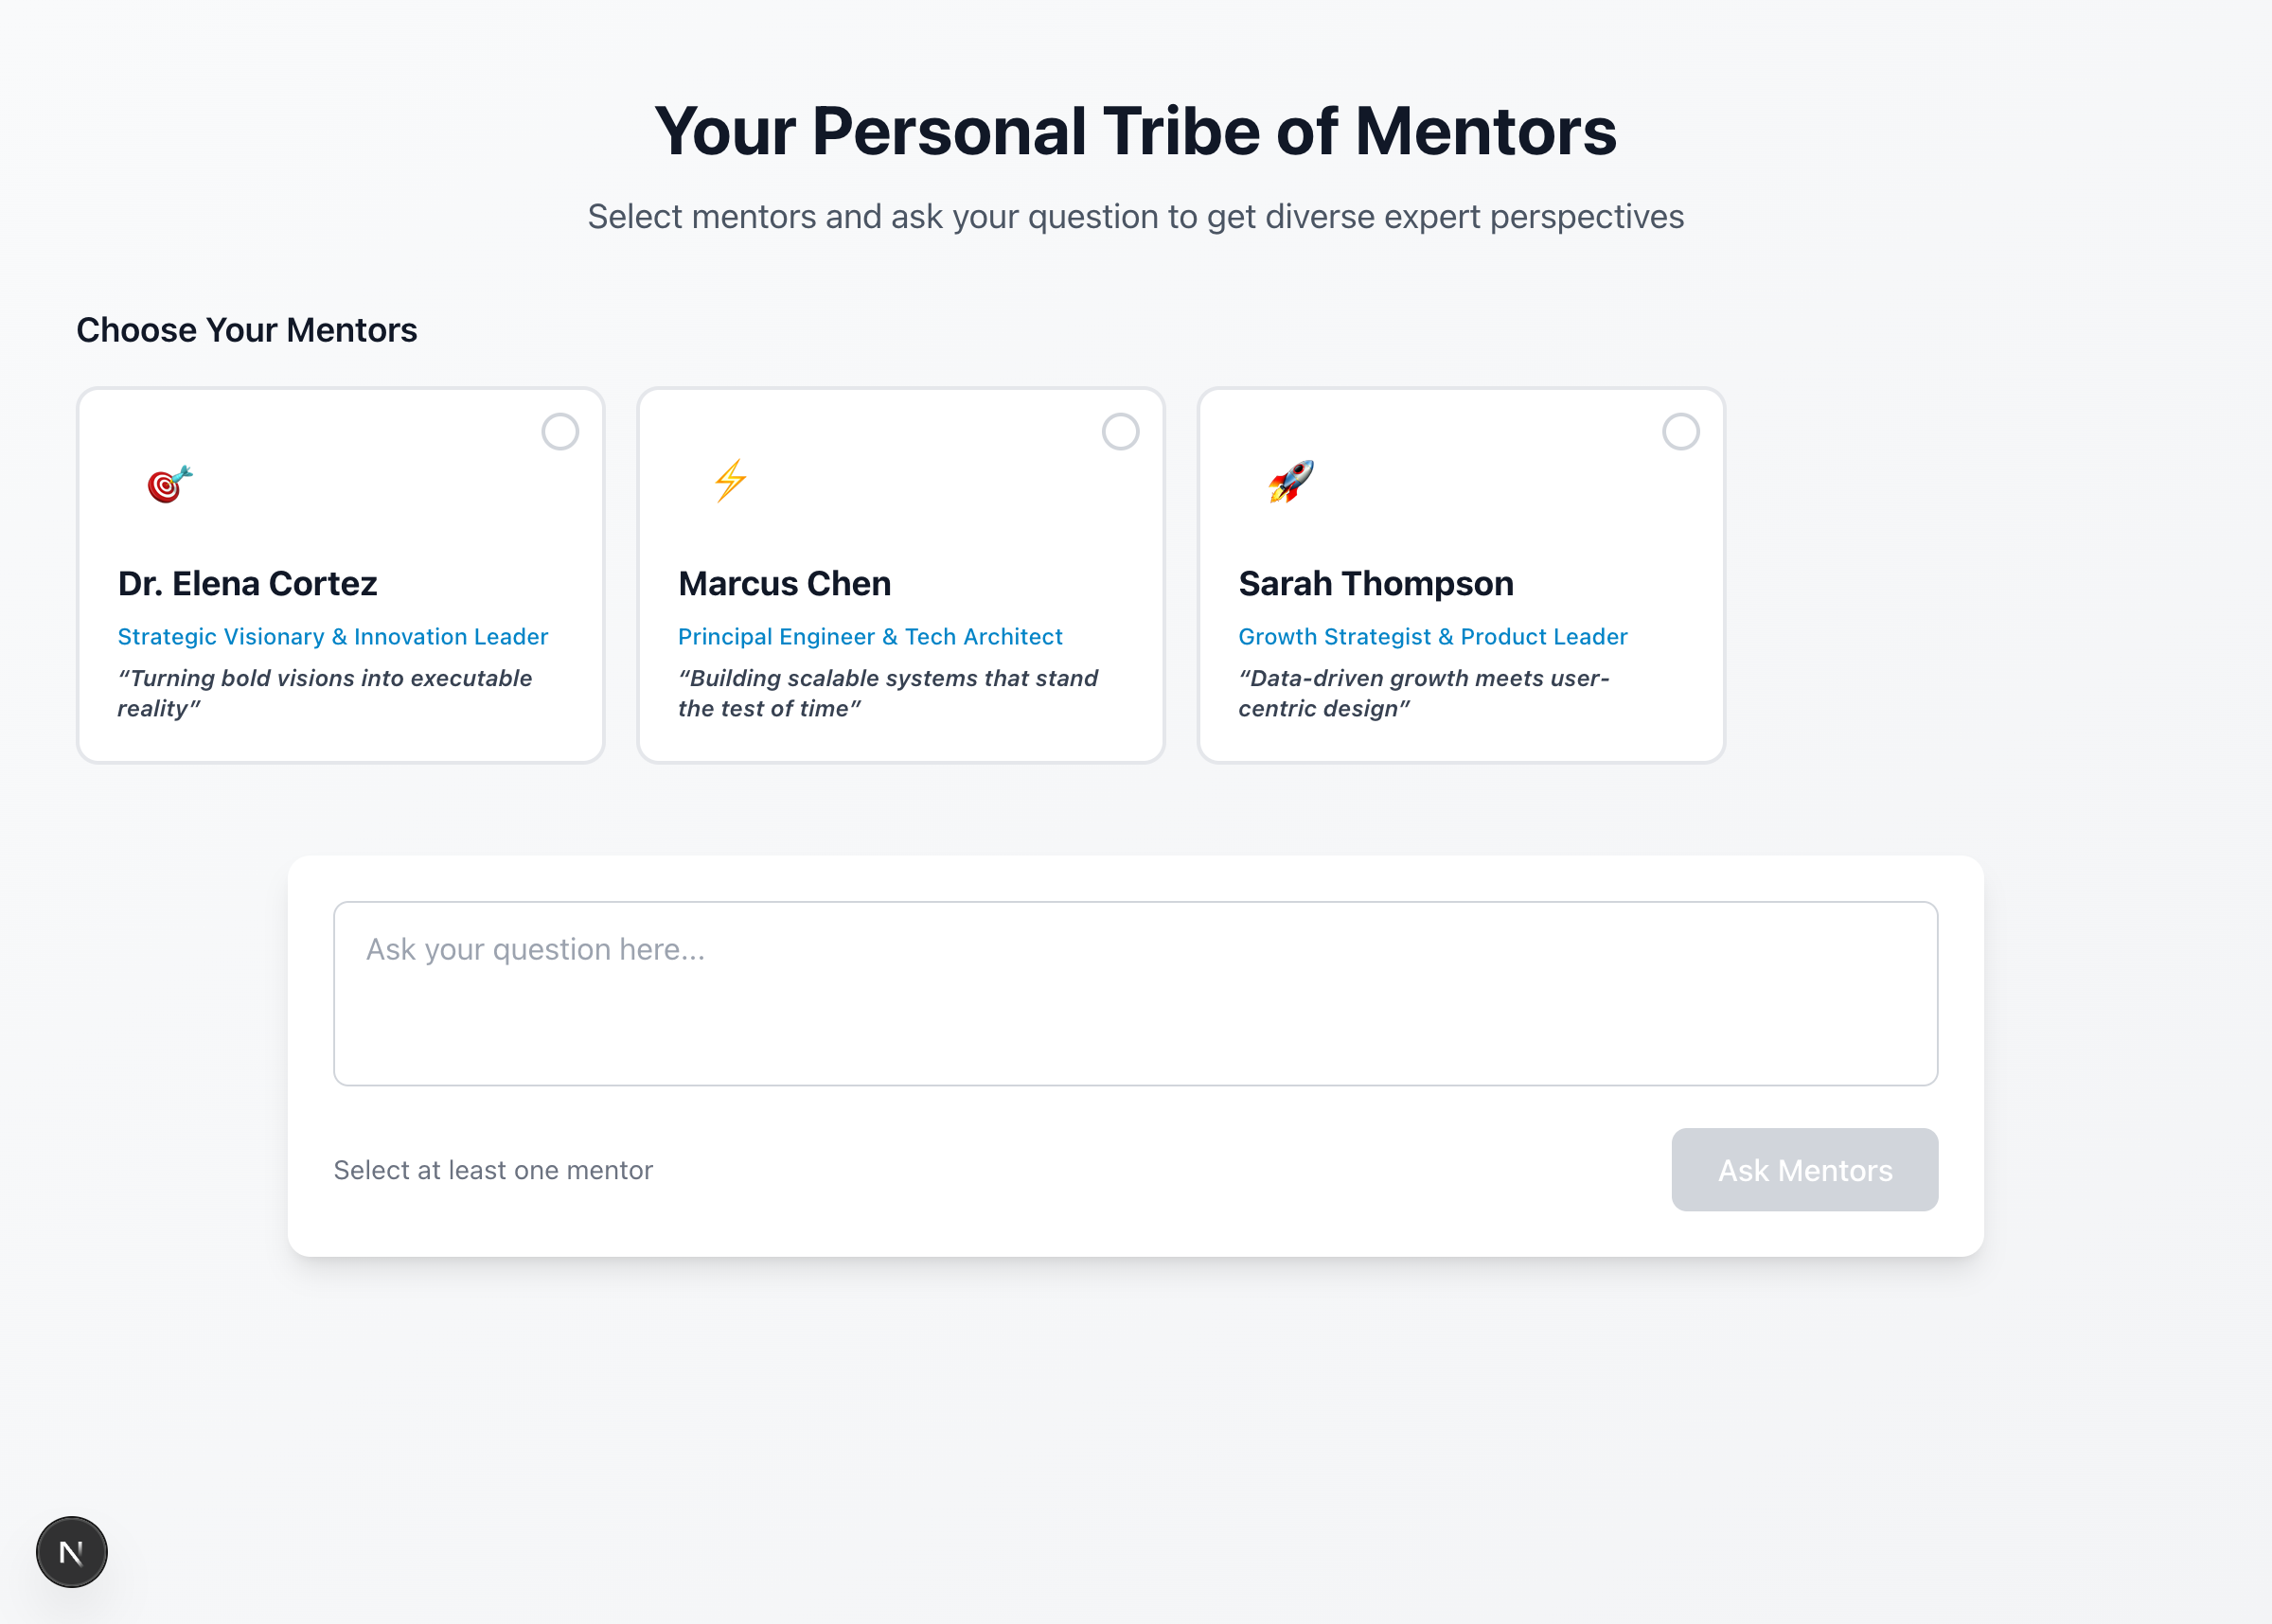 Your Personal Tribe of Mentors
Select mentors and ask your question to get diverse expert perspectives
Choose Your Mentors
Dr. Elena Cortez
Strategic Visionary & Innovation Leader
“Turning bold visions into executable
reality”
Marcus Chen
Principal Engineer & Tech Architect
“Building scalable systems that stand
the test of time”
Sarah Thompson
Growth Strategist & Product Leader
“Data-driven growth meets user-
centric design”
Ask your question here...
Select at least one mentor
Ask Mentors
N